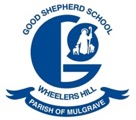 GOOD SHEPHERD SCHOOL
WHEELERS HILL
PARISH OF MULGRAVE